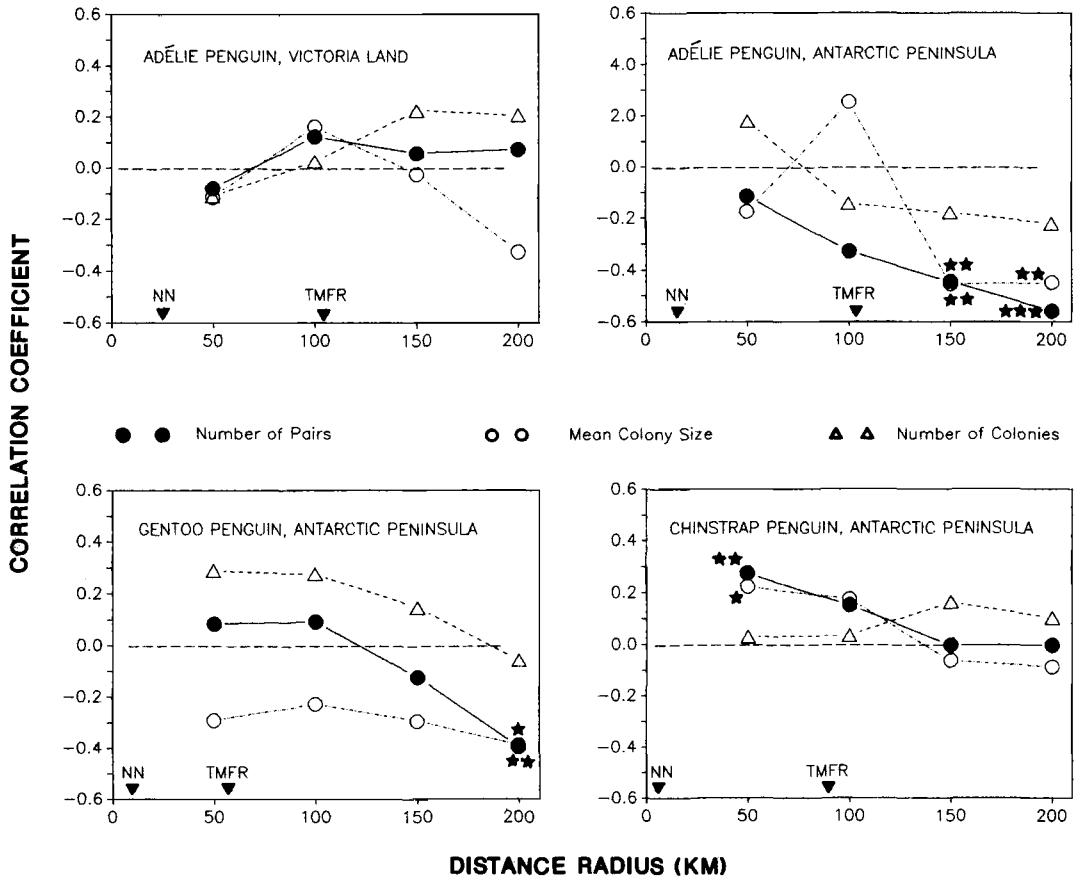 CORRELATION COEFFICIENT
0.6
0.4
0.2
0.0
−0.2
−0.4
−0.6
ADÉLIE PENGUIN, VICTORIA LAND
NN
TMFR
0 50 100 150 200
0.6
4.0
2.0
0.0
−0.2
−0.4
−0.6
ADÉLIE PENGUIN, ANTARCTIC PENINSULA
NN
TMFR
0 50 100 150 200
Number of Pairs
Mean Colony Size
Number of Colonies
0.6
0.4
0.2
0.0
−0.2
−0.4
−0.6
GENTOO PENGUIN, ANTARCTIC PENINSULA
NN
TMFR
0 50 100 150 200
0.6
0.4
0.2
0.0
−0.2
−0.4
−0.6
CHINSTRAP PENGUIN, ANTARCTIC PENINSULA
NN
TMFR
0 50 100 150 200
DISTANCE RADIUS (KM)